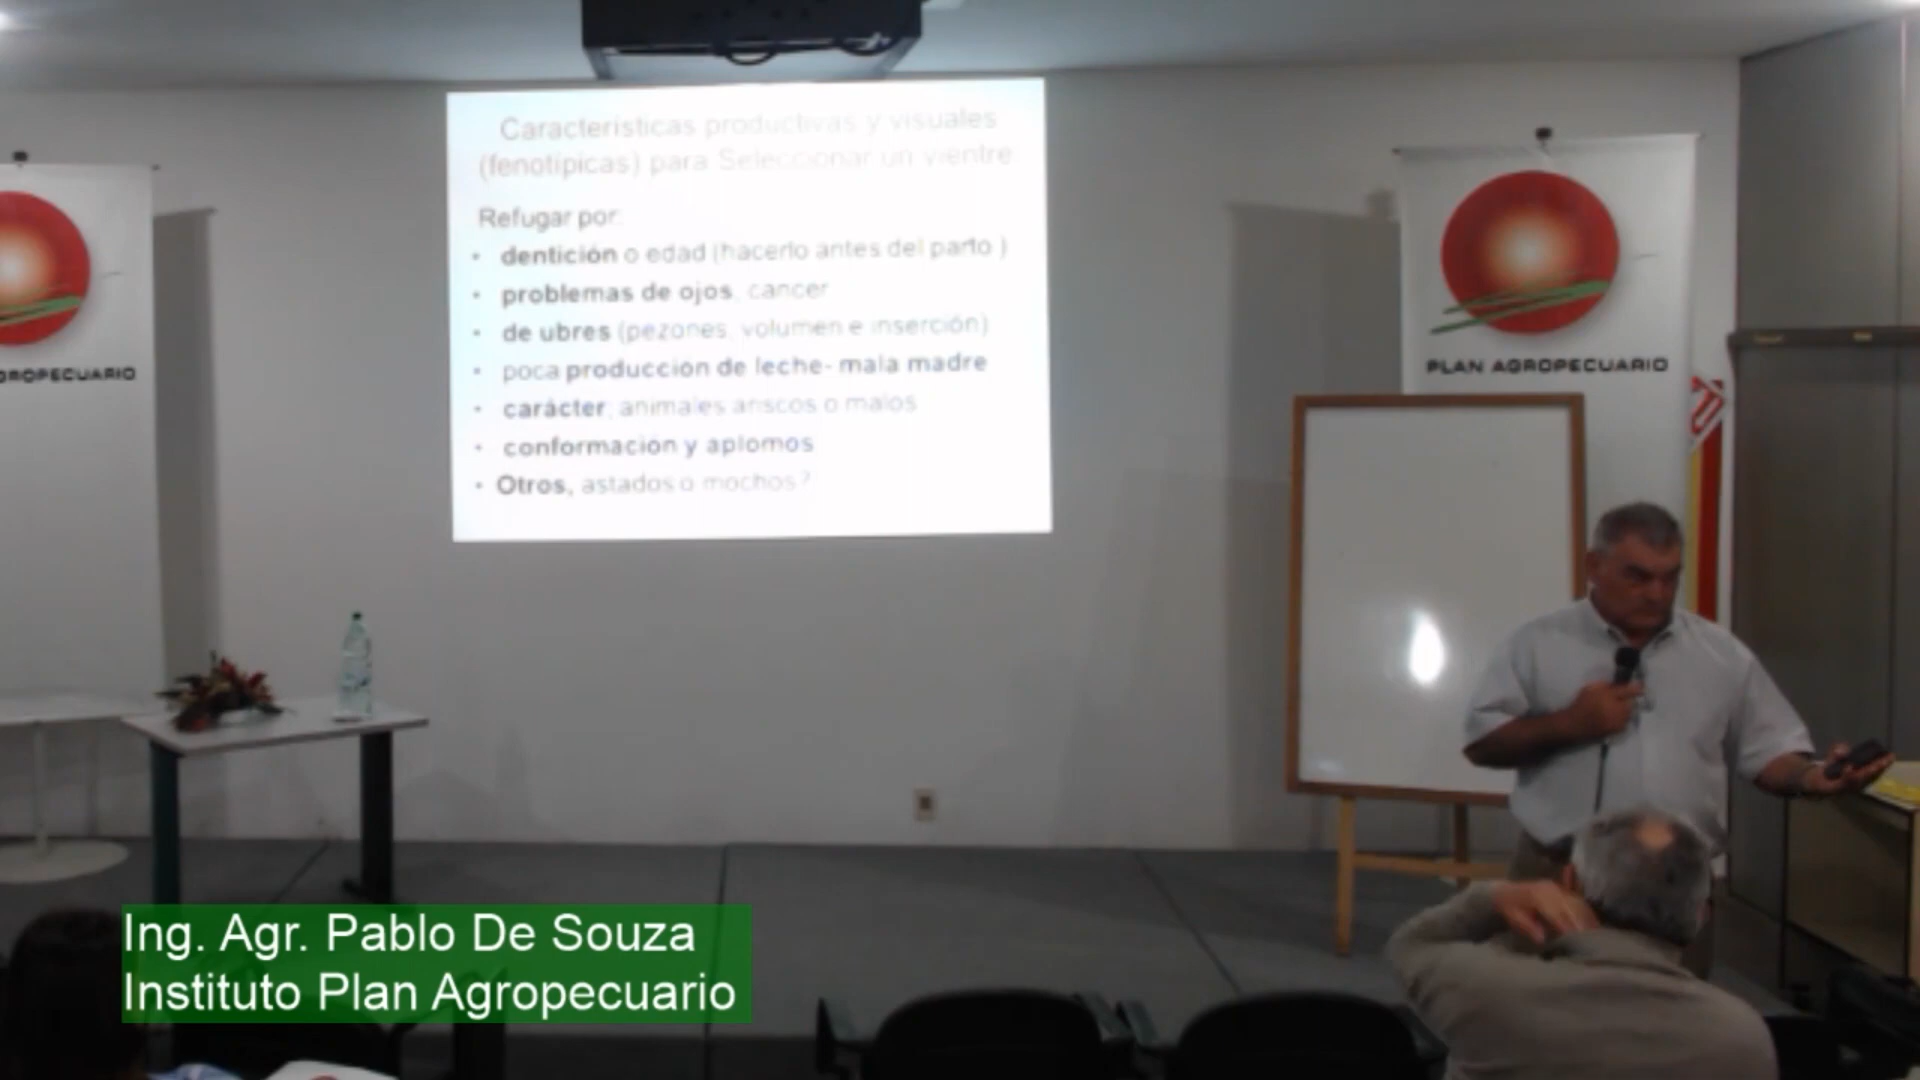 Características productivas y visuales
(fenotípicas) para Seleccionar un vientre
Refugar por:
• dentición o edad (hacerlo antes del parto )
• problemas de ojos, cancer
• de ubres (pezones, volumen e inserción)
• poca producción de leche- mala madre
• carácter, animales ariscos o malos
• conformación y aplomos
• Otros, astados o mochos?
PLAN AGROPECUARIO
GROPECUARIO
Ing. Agr. Pablo De Souza
Instituto Plan Agropecuario